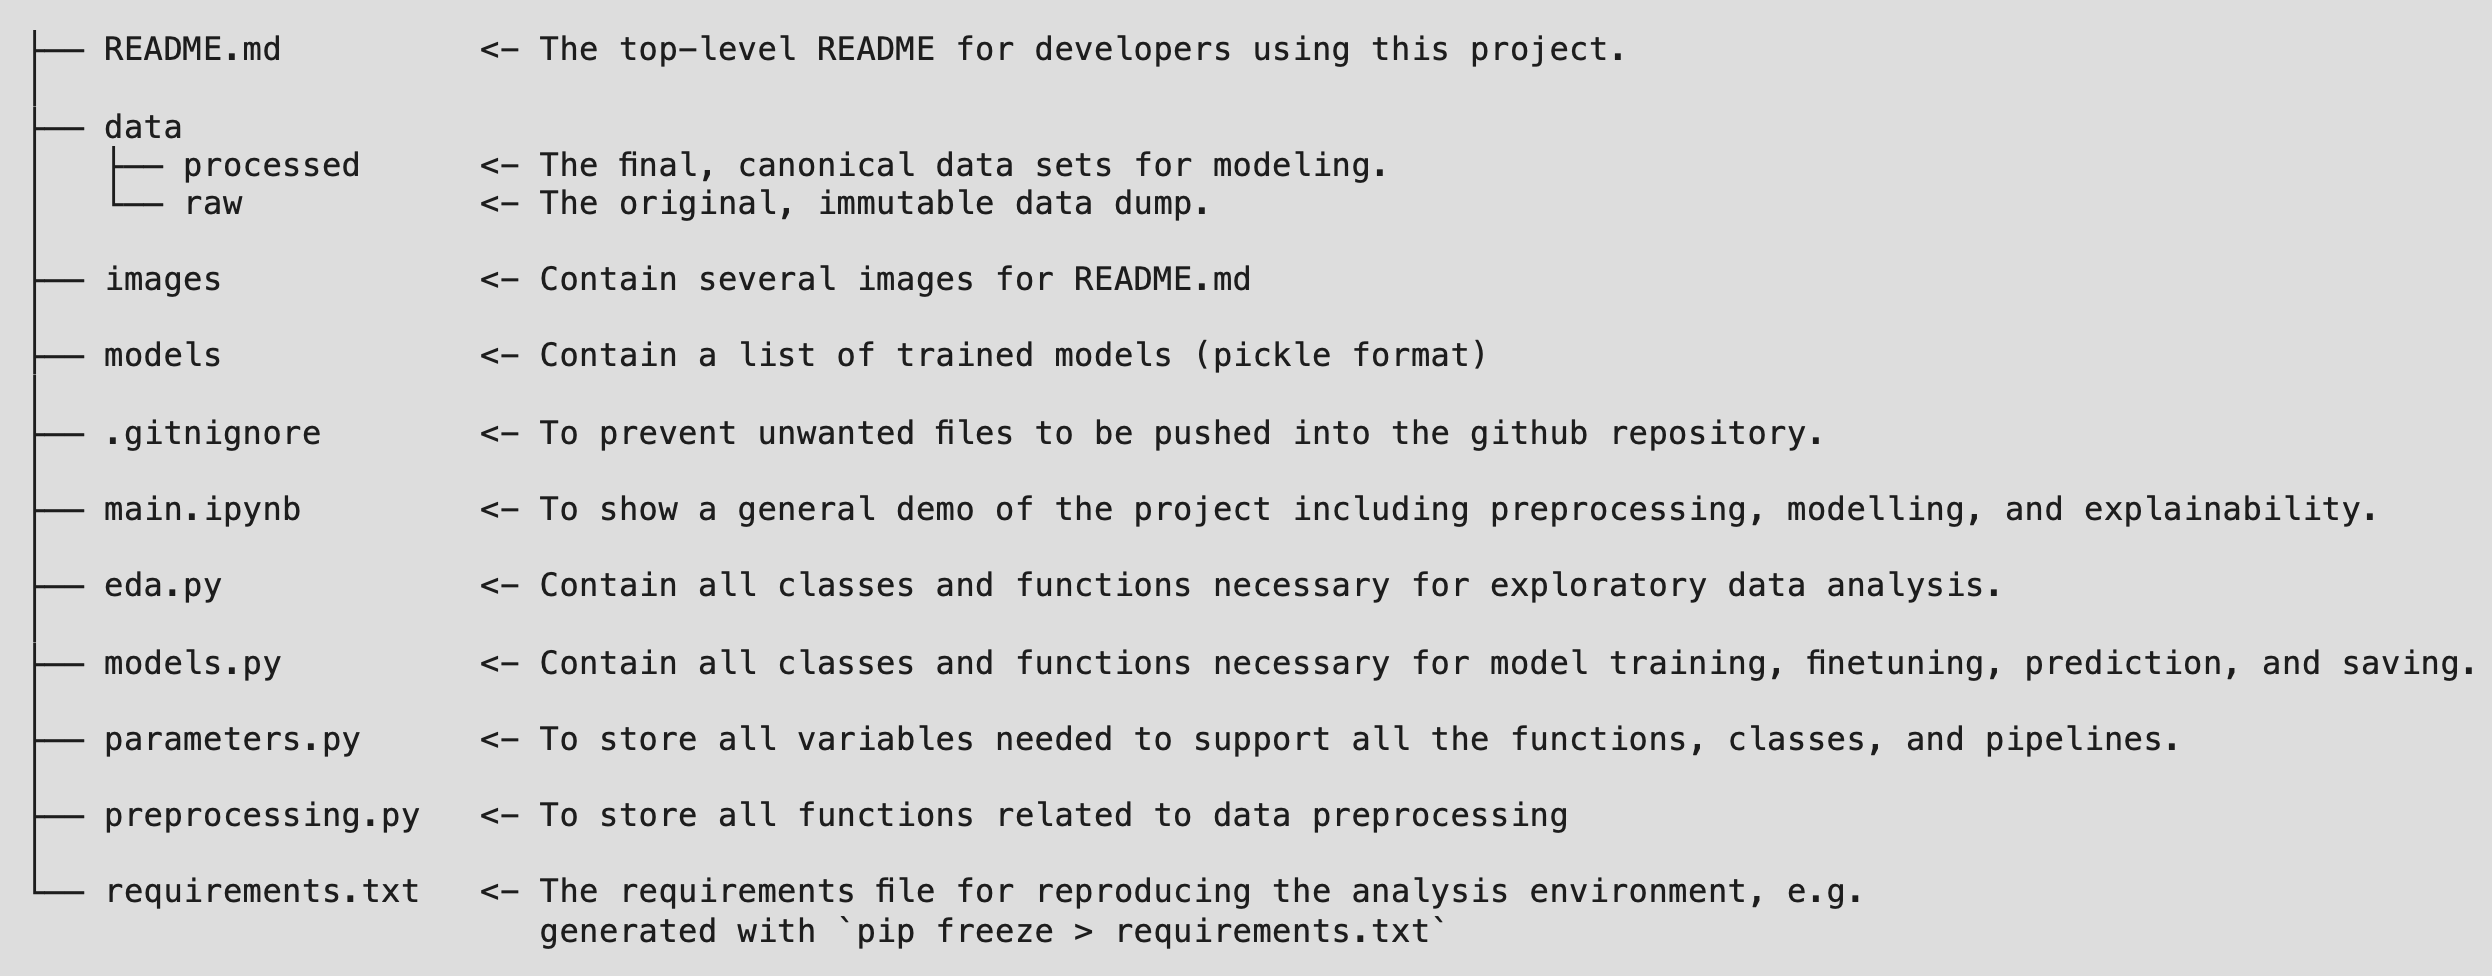 ├── README.md          <- The top-level README for developers using this project.
├── data
│   ├── processed      <- The final, canonical data sets for modeling.
│   └── raw            <- The original, immutable data dump.
├── images             <- Contain several images for README.md
├── models             <- Contain a list of trained models (pickle format)
├── .gitnignore        <- To prevent unwanted files to be pushed into the github repository.
├── main.ipynb         <- To show a general demo of the project including preprocessing, modelling, and explainability.
├── eda.py             <- Contain all classes and functions necessary for exploratory data analysis.
├── models.py          <- Contain all classes and functions necessary for model training, finetuning, prediction, and saving.
├── parameters.py      <- To store all variables needed to support all the functions, classes, and pipelines.
├── preprocessing.py   <- To store all functions related to data preprocessing
└── requirements.txt   <- The requirements file for reproducing the analysis environment, e.g.
                          generated with `pip freeze > requirements.txt`